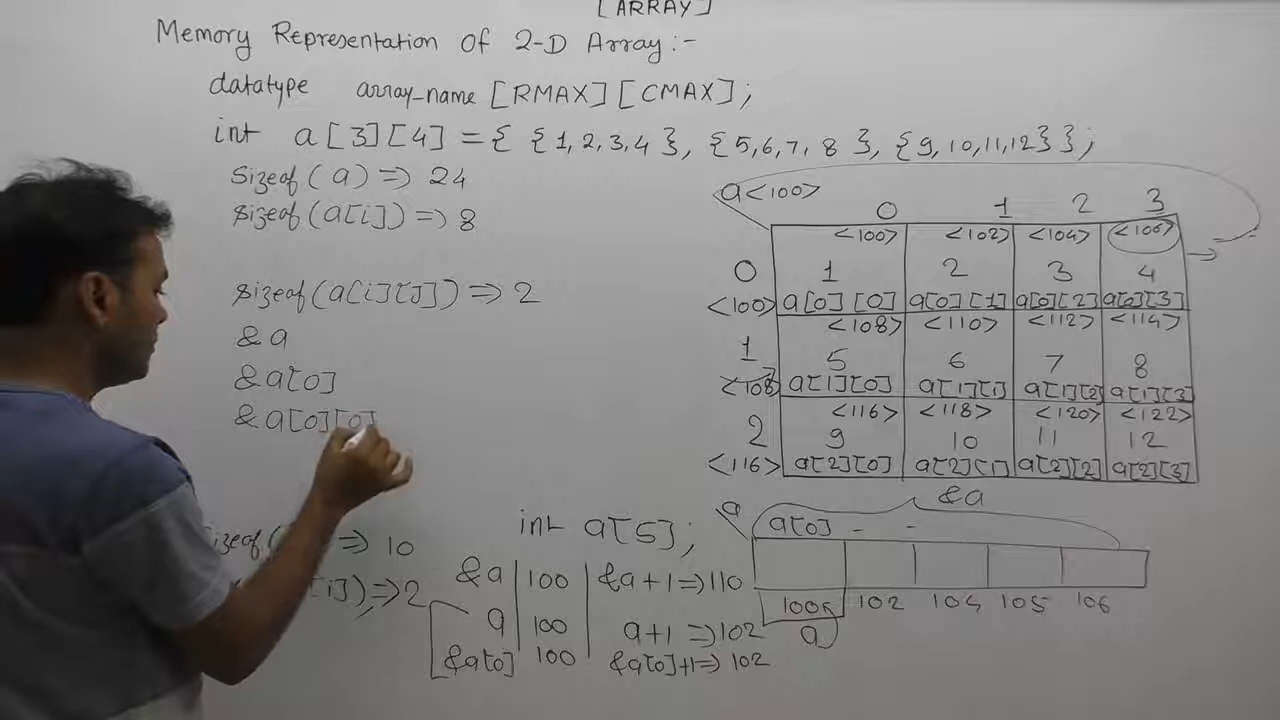 [ARRAY]
Memory Representation Of 2-D Array:-
datatype array_name [RMAX][CMAX];
int a[3][4] = { {1,2,3,4}, {5,6,7,8}, {9,10,11,12} };
Sizeof(a) => 24
Sizeof(a[i]) => 8
Sizeof(a[i][j]) => 2
&a
&a[0]
&a[0][0]
a<100>
0 1 2 3
<100> <102> <104> <106>
0 1 2 3 4
<100> a[0][0] a[0][1] a[0][2] a[0][3]
<108> <110> <112> <114>
1 5 6 7 8
<108> a[1][0] a[1][1] a[1][2] a[1][3]
<116> <118> <120> <122>
2 9 10 11 12
<116> a[2][0] a[2][1] a[2][2] a[2][3]
&a
int a[5];
a a[0] - -
100 102 104 105 106
a
=> 10
[i]) => 2
&a 100 &a+1 => 110
a 100 a+1 => 102
&a[0] 100 &a[0]+1 => 102